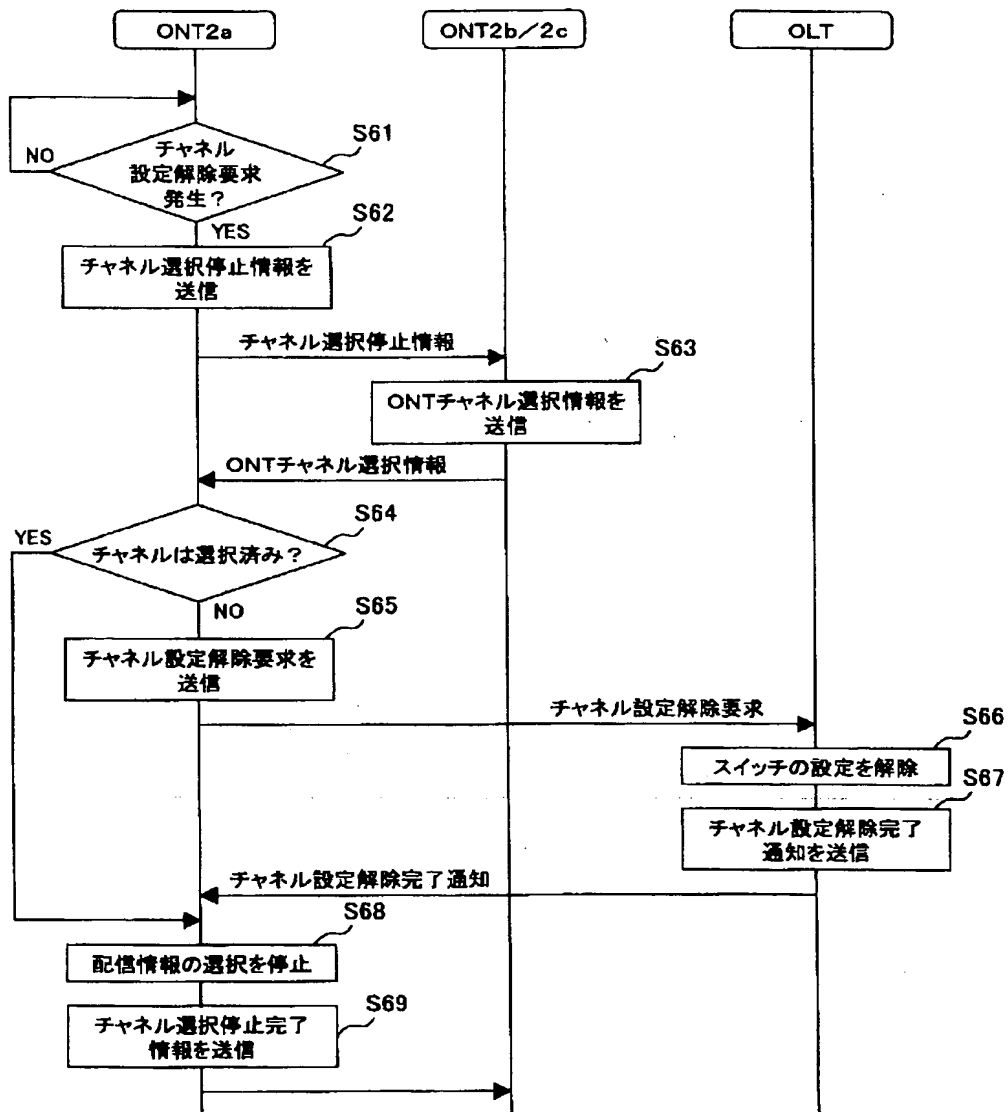 ONT2a
ONT2b／2c
OLT
S61
チャネル
設定解除要求
発生？
NO
YES
S62
チャネル選択停止情報を
送信
チャネル選択停止情報
S63
ONTチャネル選択情報を
送信
ONTチャネル選択情報
S64
YES
チャネルは選択済み？
NO
S65
チャネル設定解除要求を
送信
チャネル設定解除要求
S66
スイッチの設定を解除
S67
チャネル設定解除完了
通知を送信
チャネル設定解除完了通知
S68
配信情報の選択を停止
S69
チャネル選択停止完了
情報を送信